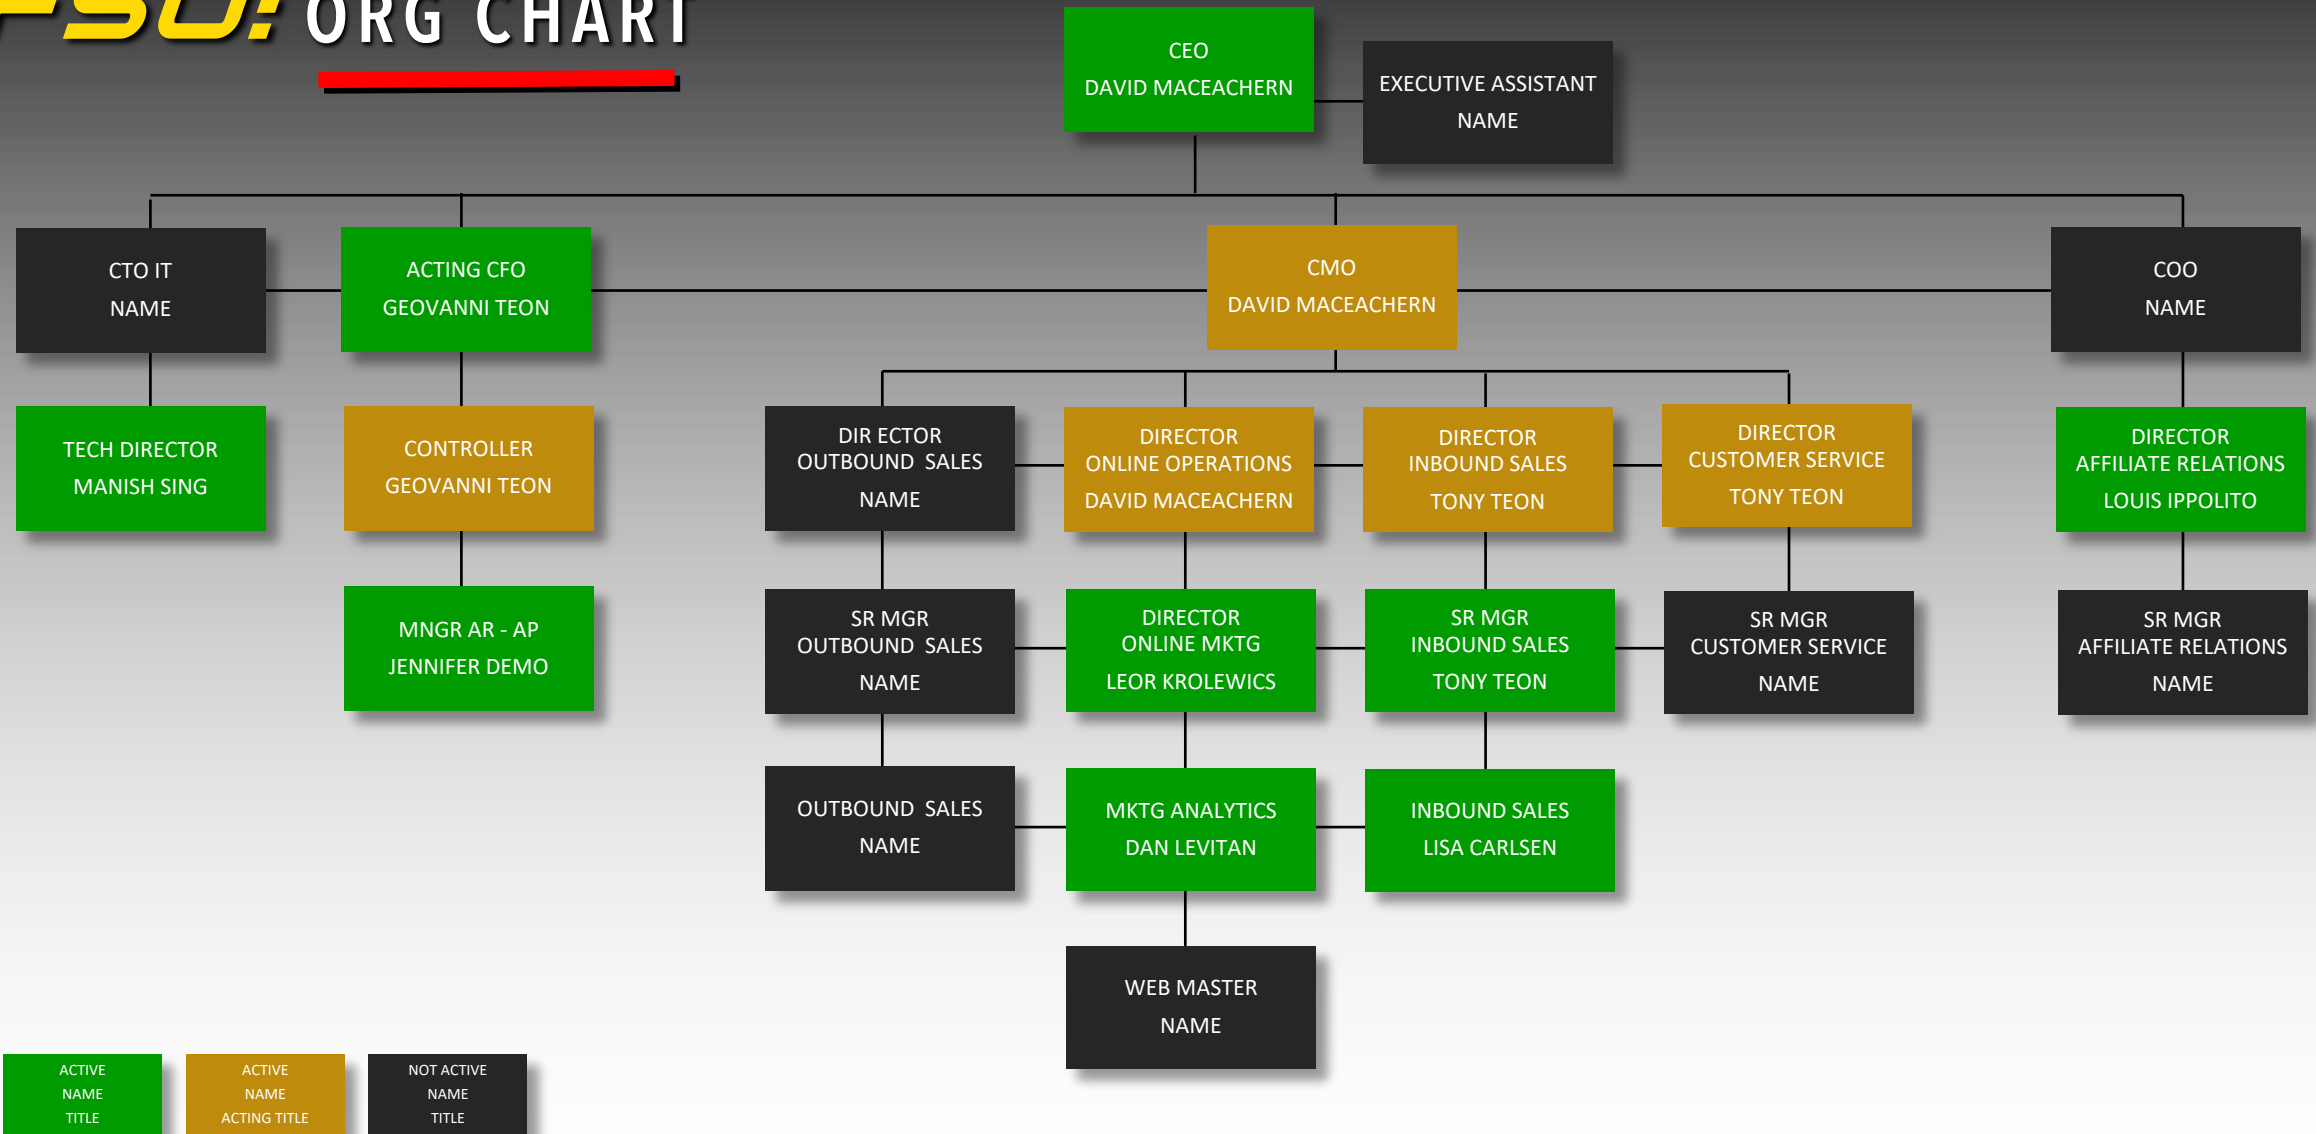 ORG CHART
CEO
DAVID MACEACHERN
EXECUTIVE ASSISTANT
NAME
CTO IT
NAME
ACTING CFO
GEOVANNI TEON
CMO
DAVID MACEACHERN
COO
NAME
TECH DIRECTOR
MANISH SING
CONTROLLER
GEOVANNI TEON
DIR ECTOR
OUTBOUND  SALES
NAME
DIRECTOR
ONLINE OPERATIONS
DAVID MACEACHERN
DIRECTOR
INBOUND SALES
TONY TEON
DIRECTOR
CUSTOMER SERVICE
TONY TEON
DIRECTOR
AFFILIATE RELATIONS
LOUIS IPPOLITO
MNGR AR - AP
JENNIFER DEMO
SR MGR
OUTBOUND  SALES
NAME
DIRECTOR
ONLINE MKTG
LEOR KROLEWICS
SR MGR
INBOUND SALES
TONY TEON
SR MGR
CUSTOMER SERVICE
NAME
SR MGR
AFFILIATE RELATIONS
NAME
OUTBOUND  SALES
NAME
MKTG ANALYTICS
DAN LEVITAN
INBOUND SALES
LISA CARLSEN
WEB MASTER
NAME
ACTIVE
NAME
TITLE
ACTIVE
NAME
ACTING TITLE
NOT ACTIVE
NAME
TITLE